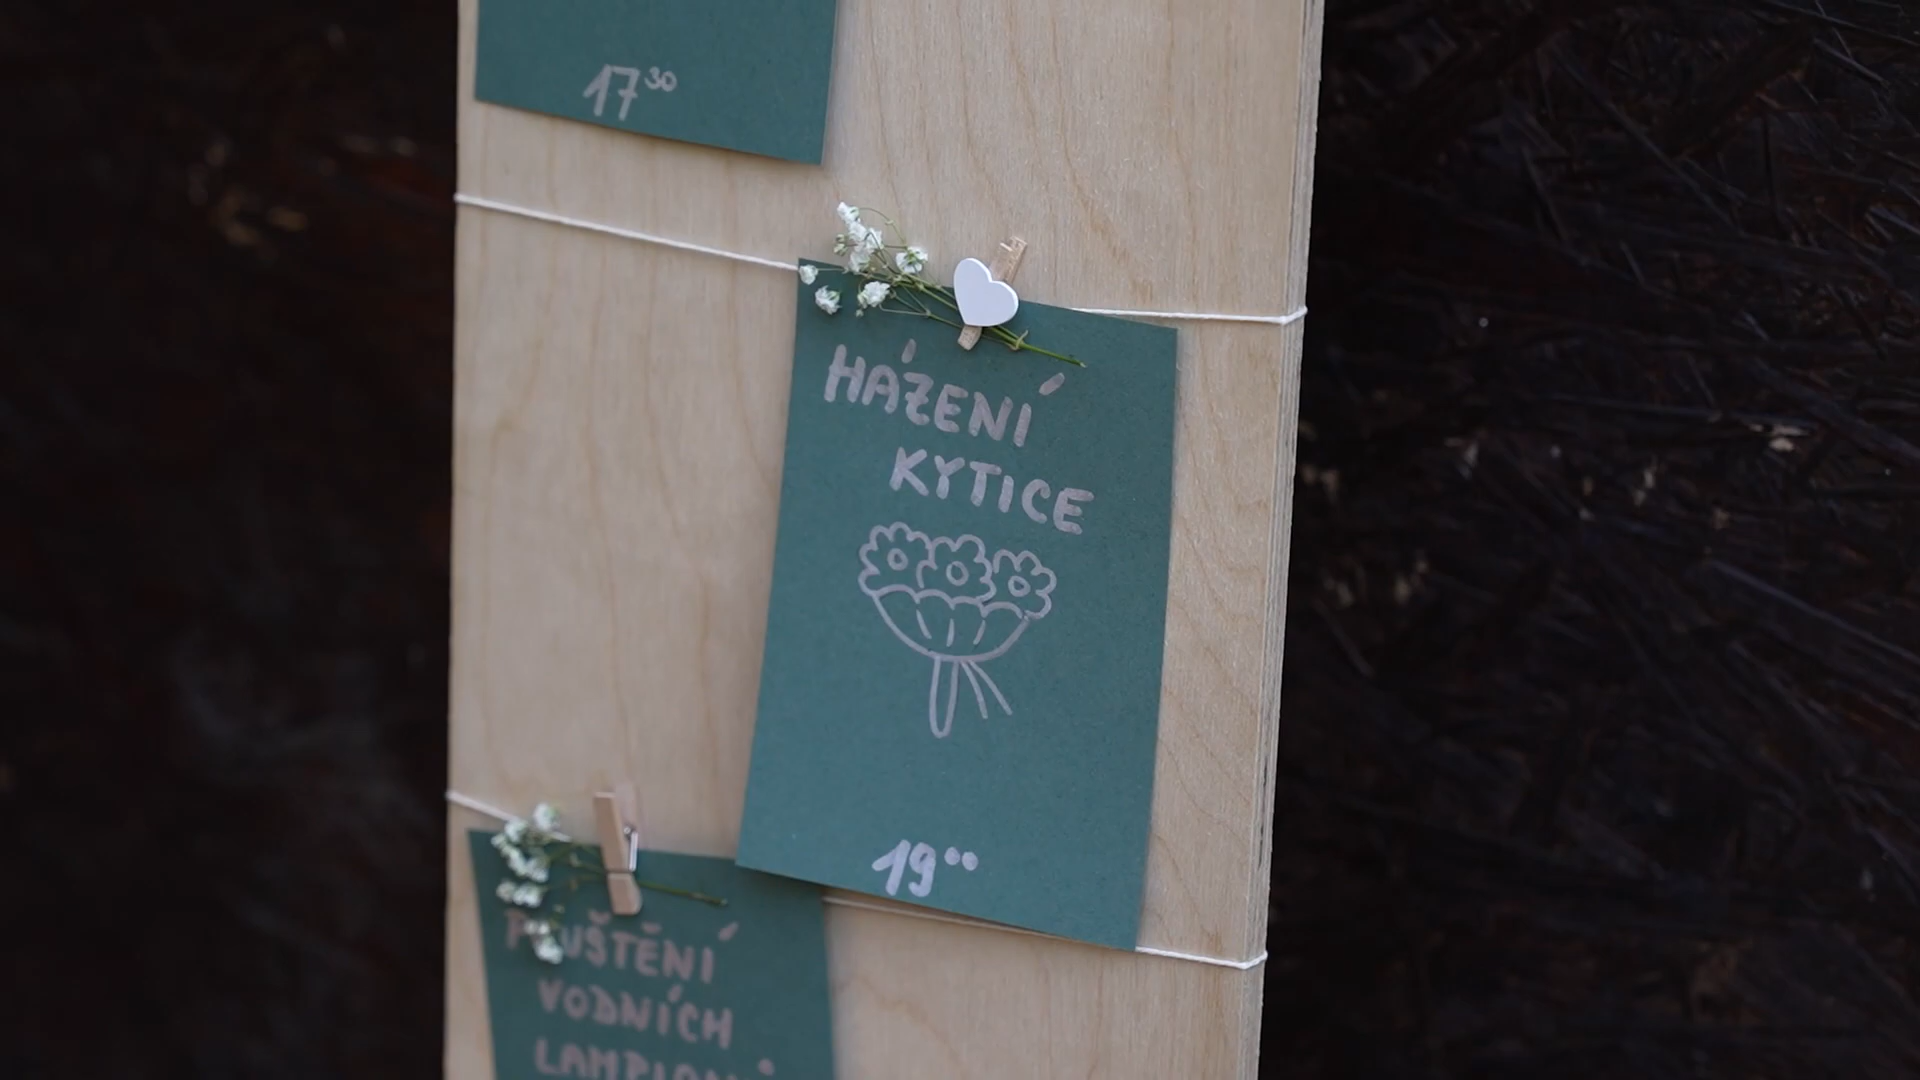 17³⁰
HÁZENÍ
KYTICE
19⁰⁰
VODNÍCH